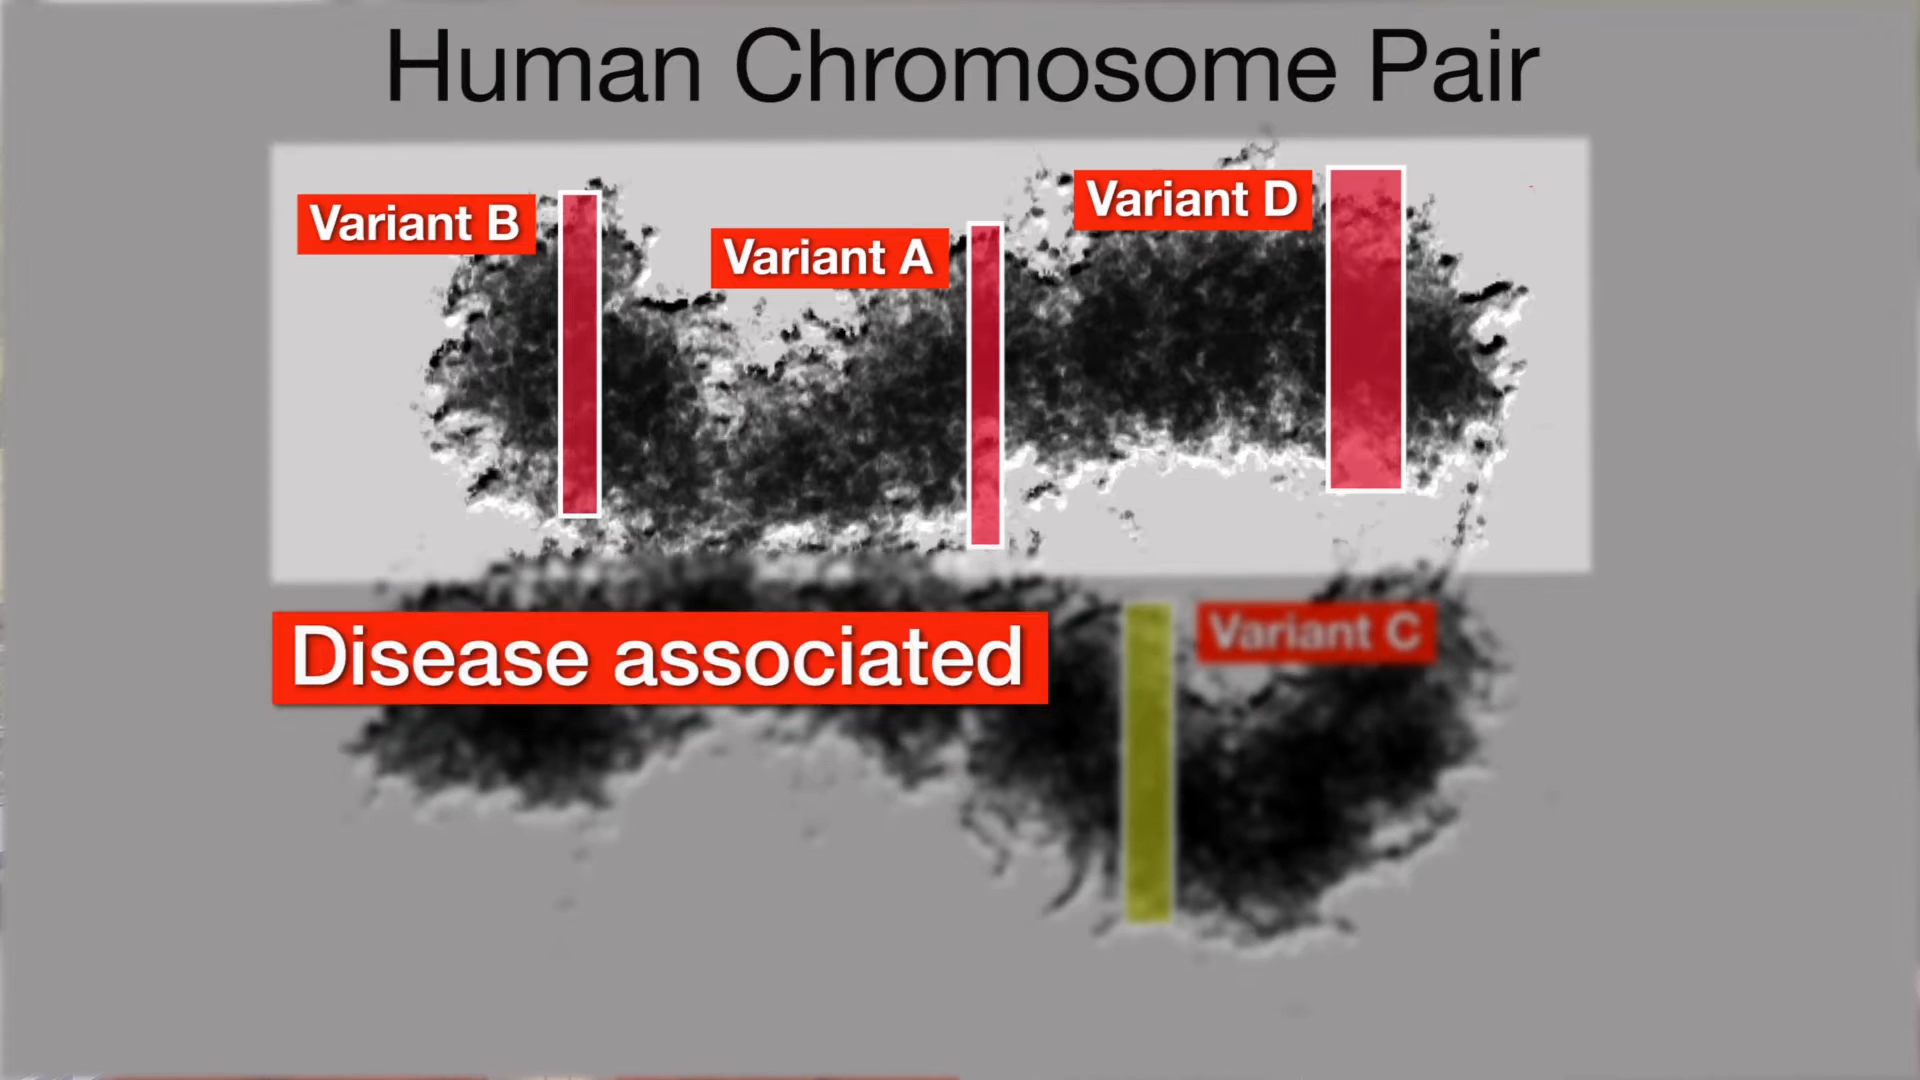 Human Chromosome Pair
Variant B
Variant A
Variant D
Disease associated
Variant C